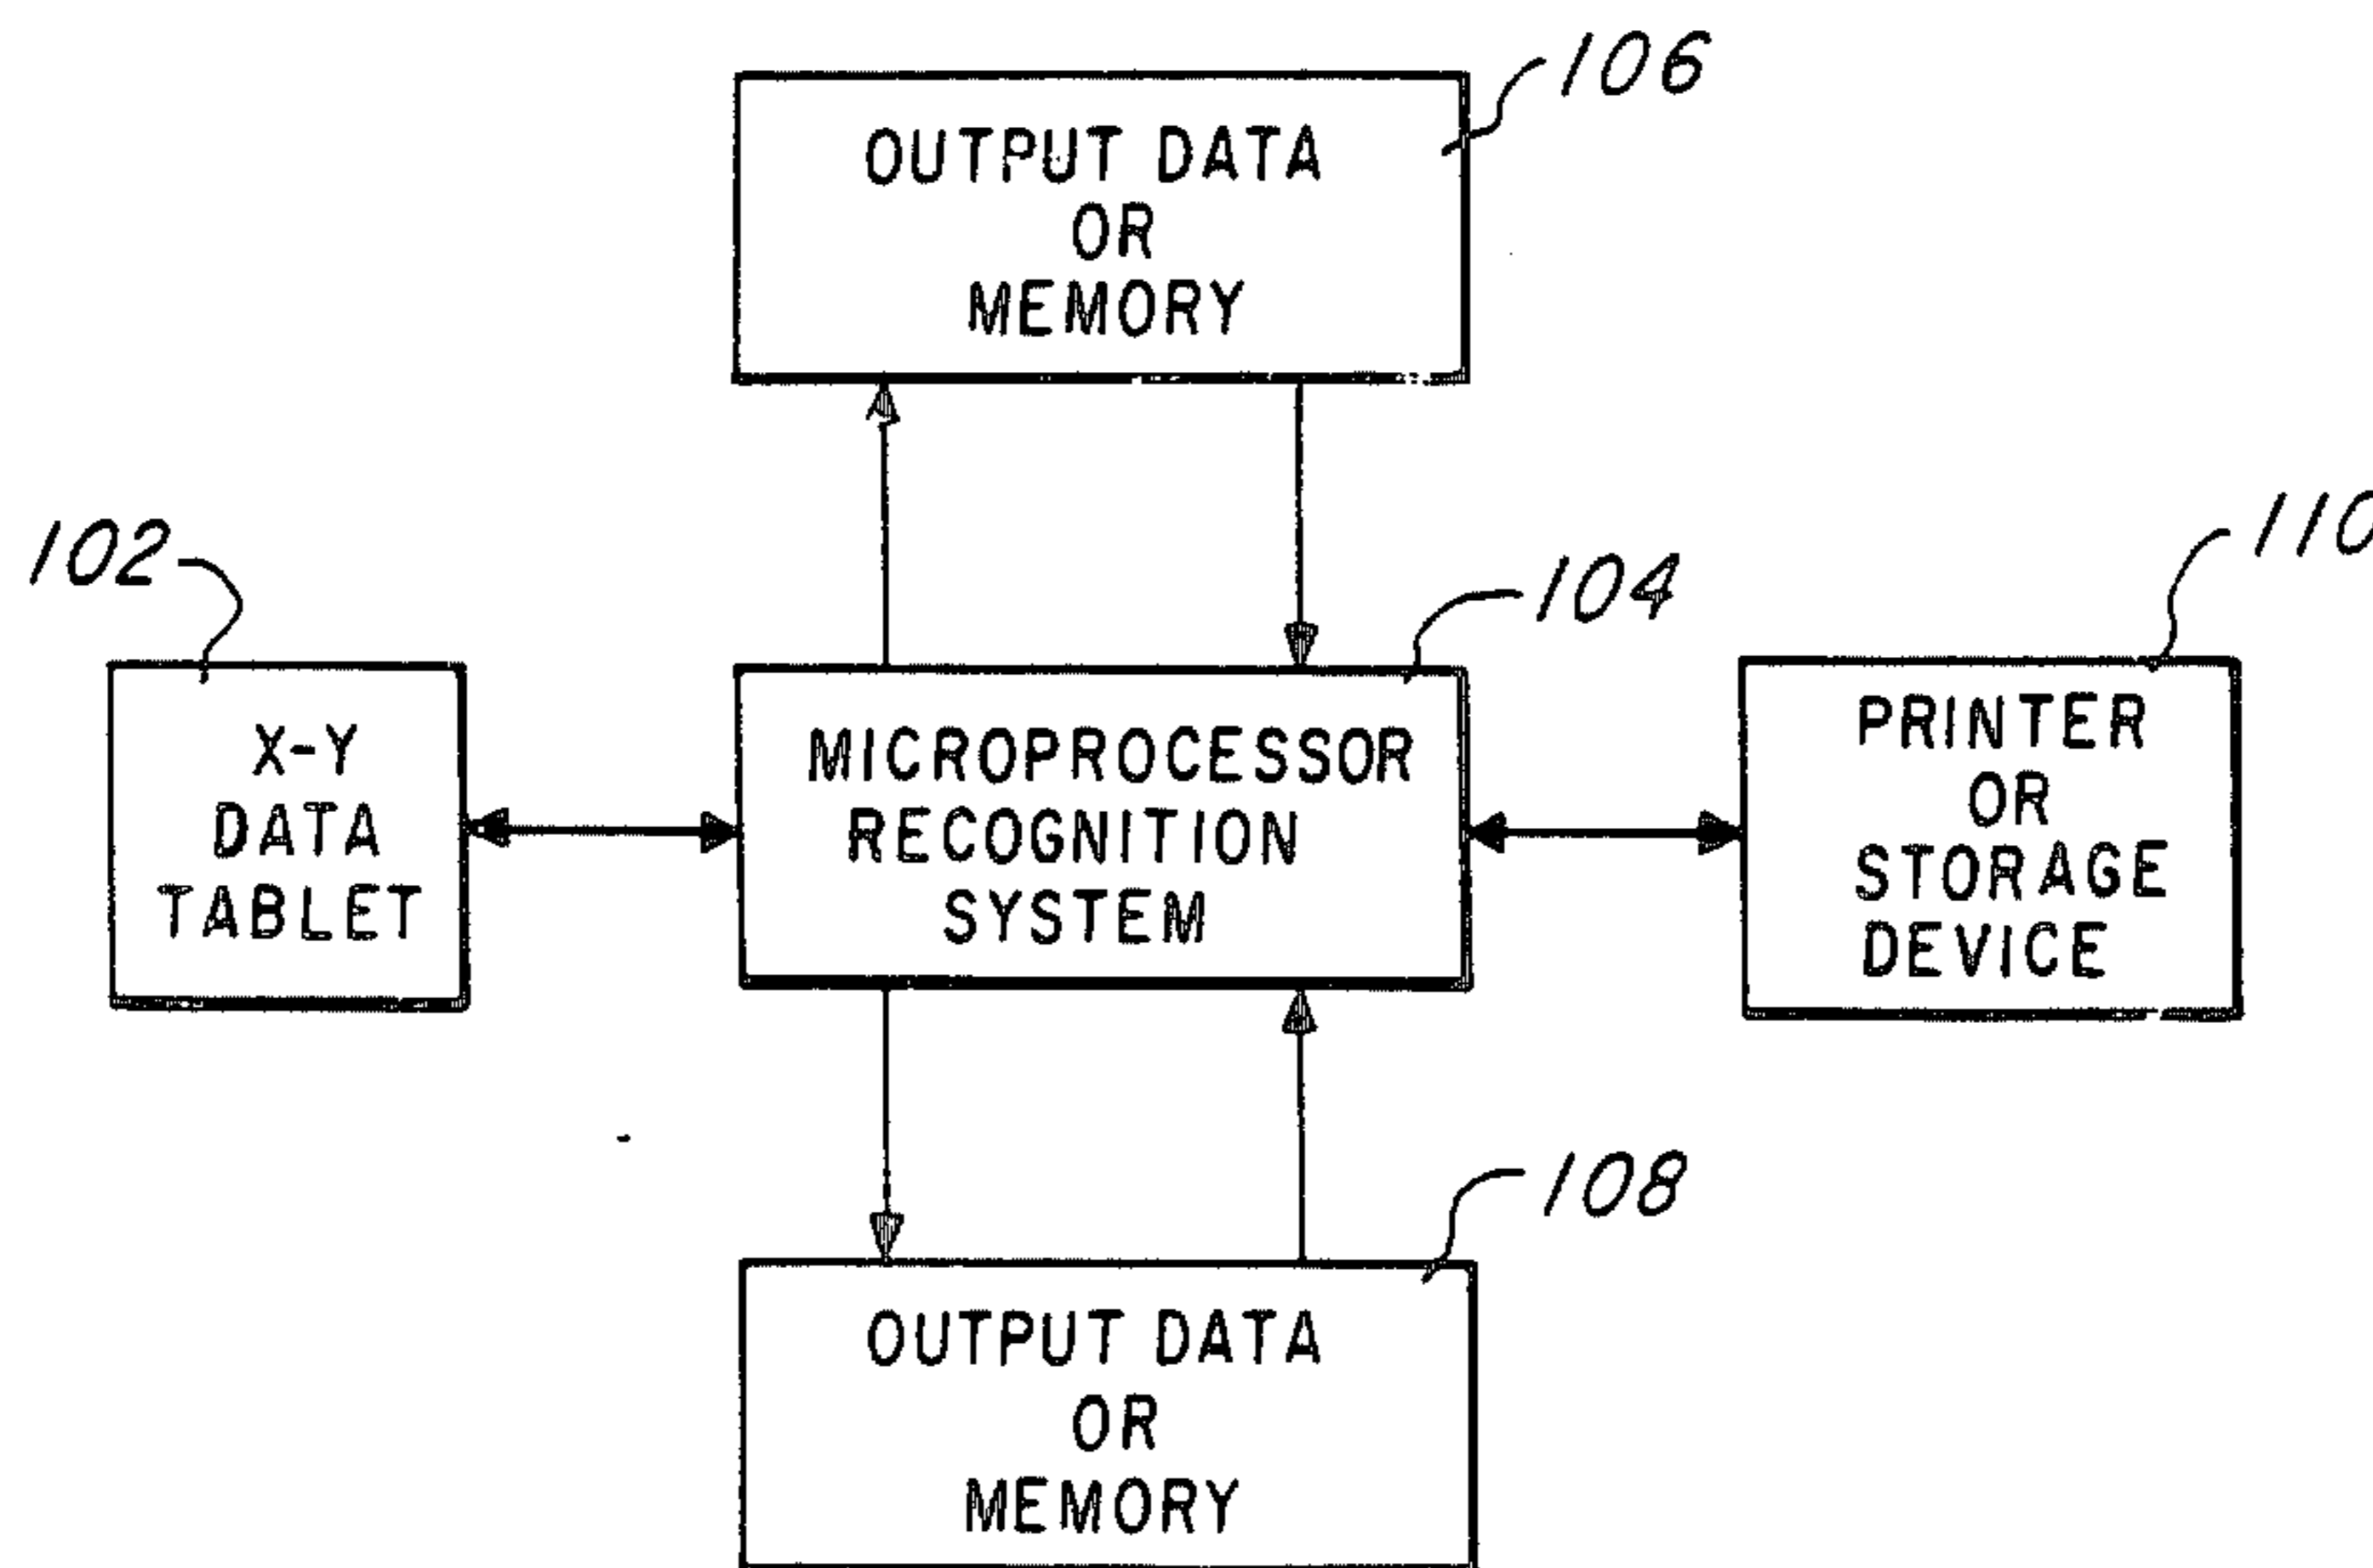 106
OUTPUT DATA
OR
MEMORY
102
104
110
X-Y
DATA
TABLET
MICROPROCESSOR
RECOGNITION
SYSTEM
PRINTER
OR
STORAGE
DEVICE
108
OUTPUT DATA
OR
MEMORY